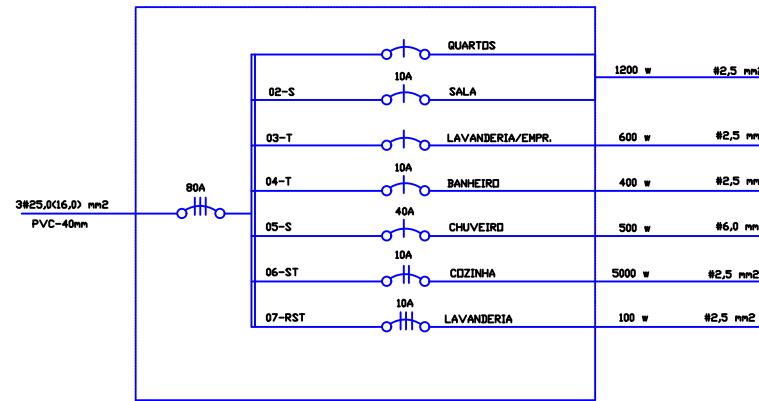 QUARTOS
1200 w #2,5 mm2
10A
02-S SALA
03-T LAVANDERIA/EMPR. 600 w #2,5 mm
10A
04-T BANHEIRO 400 w #2,5 mm
80A
3#25,0(16,0) mm2
PVC-40mm
40A
05-S CHUVEIRO 500 w #6,0 mm
10A
06-ST COZINHA 5000 w #2,5 mm2
10A
07-RST LAVANDERIA 100 w #2,5 mm2